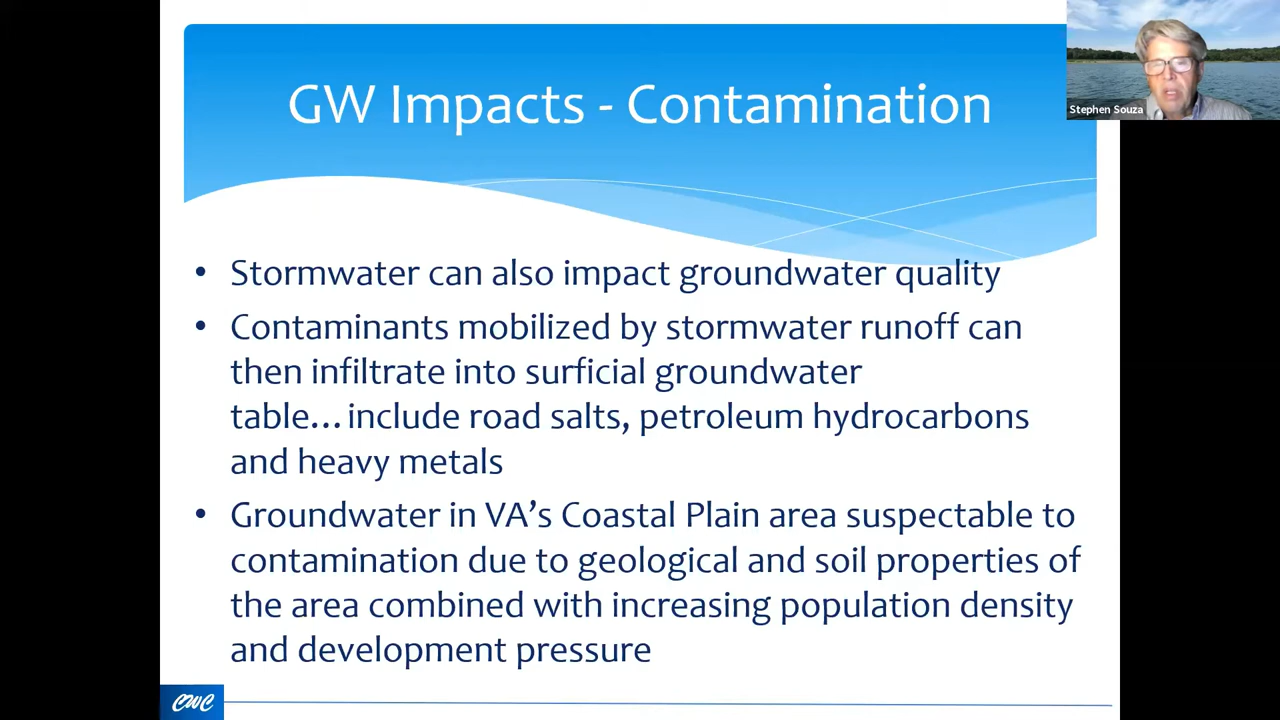 GW Impacts - Contamination
Stephen Souza
• Stormwater can also impact groundwater quality
• Contaminants mobilized by stormwater runoff can
then infiltrate into surficial groundwater
table...include road salts, petroleum hydrocarbons
and heavy metals
• Groundwater in VA’s Coastal Plain area suspectable to
contamination due to geological and soil properties of
the area combined with increasing population density
and development pressure
CWC